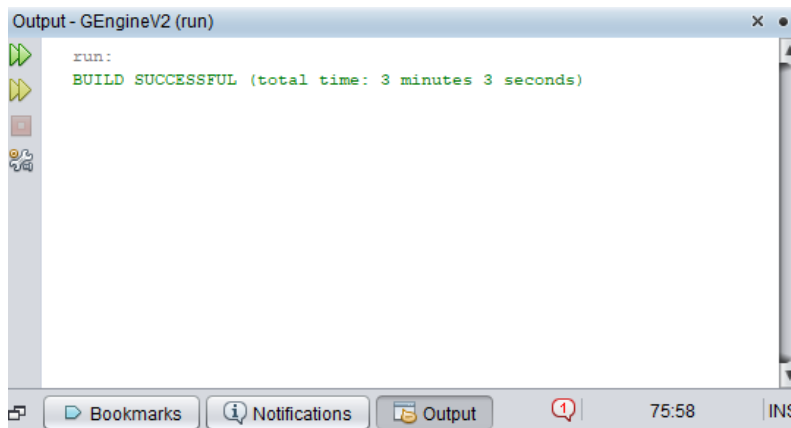 Output - GEngineV2 (run)
run:
BUILD SUCCESSFUL (total time: 3 minutes 3 seconds)
Bookmarks Notifications Output 1 75:58 INS